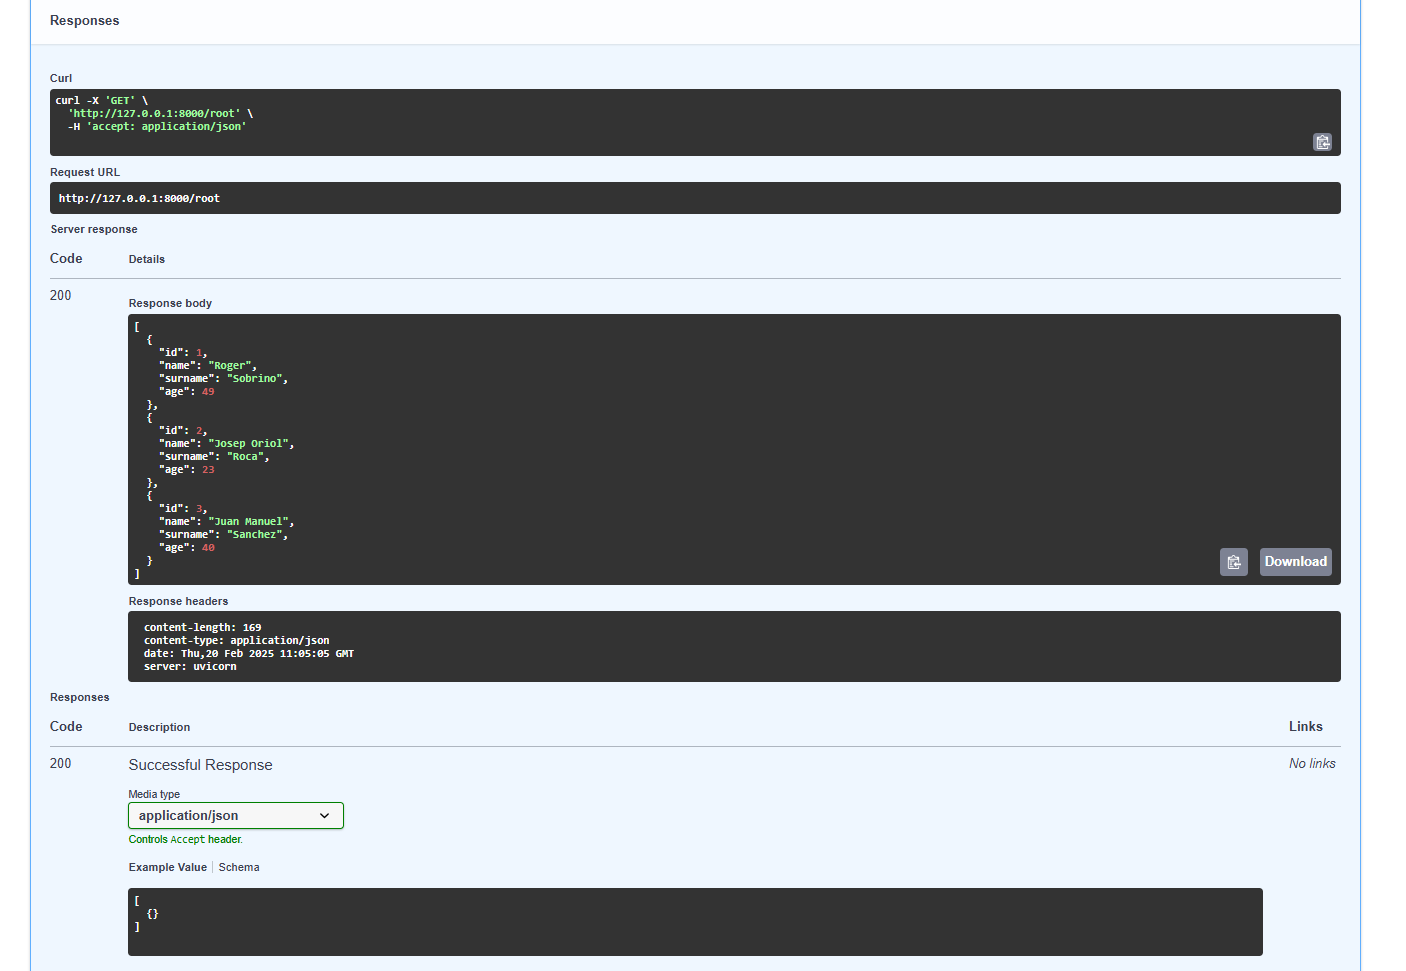 Responses
Curl
curl -X 'GET' \
  'http://127.0.0.1:8000/root' \
  -H 'accept: application/json'
Request URL
http://127.0.0.1:8000/root
Server response
Code Details
200
Response body
[
  {
    "id": 1,
    "name": "Roger",
    "surname": "Sobrino",
    "age": 49
  },
  {
    "id": 2,
    "name": "Josep Oriol",
    "surname": "Roca",
    "age": 23
  },
  {
    "id": 3,
    "name": "Juan Manuel",
    "surname": "Sanchez",
    "age": 40
  }
]
Download
Response headers
content-length: 169
content-type: application/json
date: Thu,20 Feb 2025 11:05:05 GMT
server: uvicorn
Responses
Code Description Links
200 Successful Response No links
Media type
application/json
Controls Accept header.
Example Value Schema
[
  {}
]